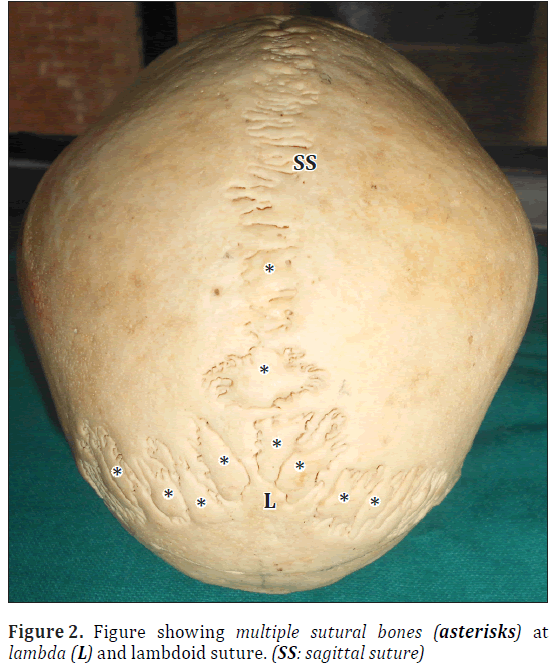 SS
*
*
*
*
*
*
*
*
*
*
*
L
Figure 2. Figure showing multiple sutural bones (asterisks) at
lambda (L) and lambdoid suture. (SS: sagittal suture)